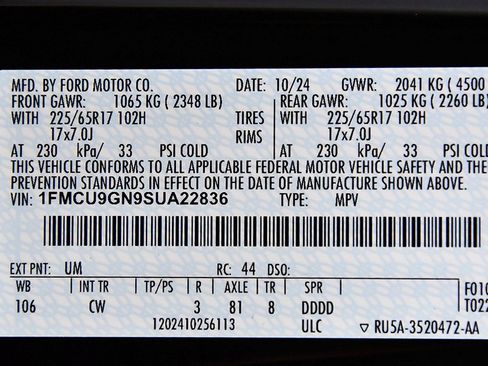 MFD. BY FORD MOTOR CO. DATE: 10/24 GVWR: 2041 KG ( 4500
FRONT GAWR: 1065 KG ( 2348 LB) REAR GAWR: 1025 KG ( 2260 LB)
WITH 225/65R17 102H TIRES WITH 225/65R17 102H
17x7.0J RIMS 17x7.0J
AT 230 kPa/ 33 PSI COLD AT 230 kPa/ 33 PSI COLD
THIS VEHICLE CONFORMS TO ALL APPLICABLE FEDERAL MOTOR VEHICLE SAFETY AND THE
PREVENTION STANDARDS IN EFFECT ON THE DATE OF MANUFACTURE SHOWN ABOVE.
VIN: 1FMCU9GN9SUA22836 TYPE: MPV
EXT PNT: UM RC: 44 DSO:
WB INT TR TP/PS R AXLE TR SPR F010
106 CW 3 81 8 DDDD T022
1202410256113 ULC ▽ RU5A-3520472-AA